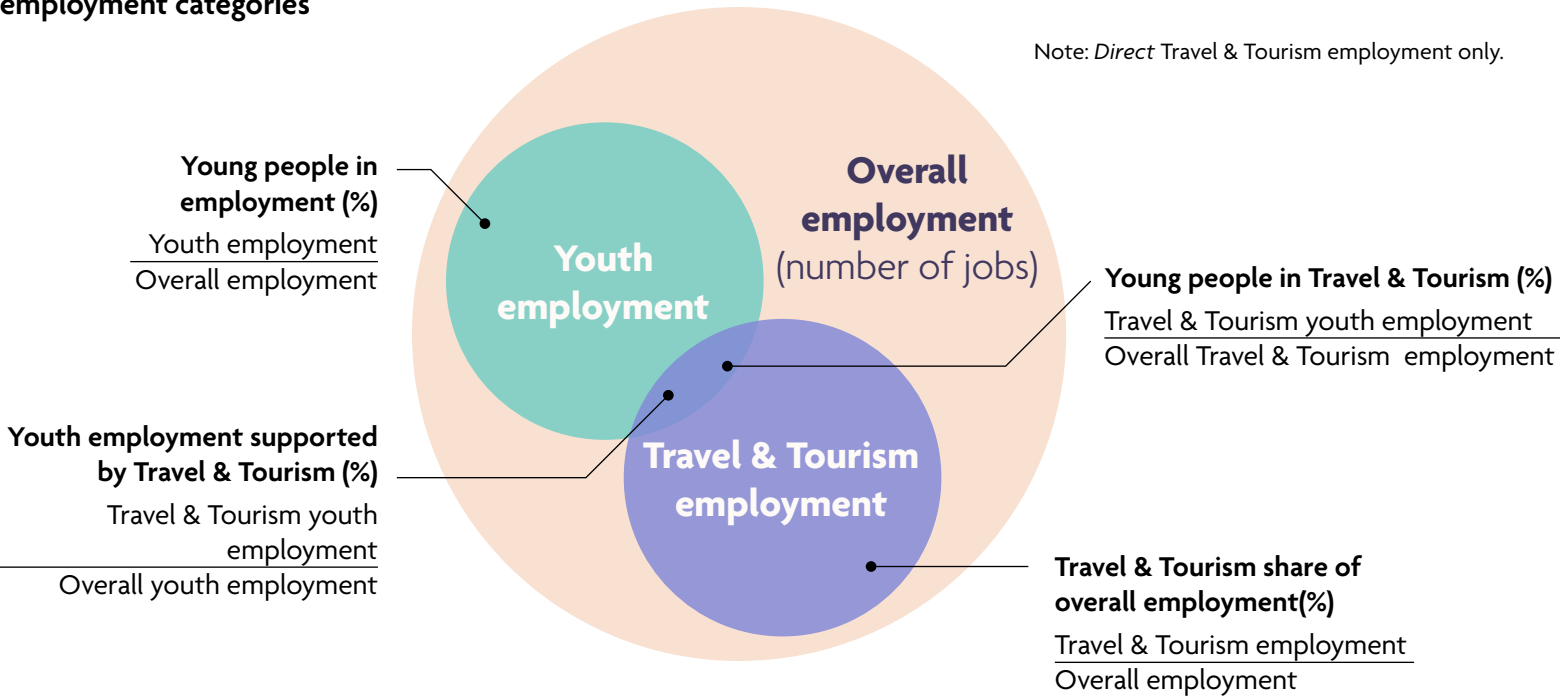 employment categories
Note: Direct Travel & Tourism employment only.
Young people in
employment (%)
Youth employment
Overall employment
Overall
employment
(number of jobs)
Youth
employment
Young people in Travel & Tourism (%)
Travel & Tourism youth employment
Overall Travel & Tourism employment
Youth employment supported
by Travel & Tourism (%)
Travel & Tourism youth
employment
Overall youth employment
Travel & Tourism
employment
Travel & Tourism share of
overall employment(%)
Travel & Tourism employment
Overall employment